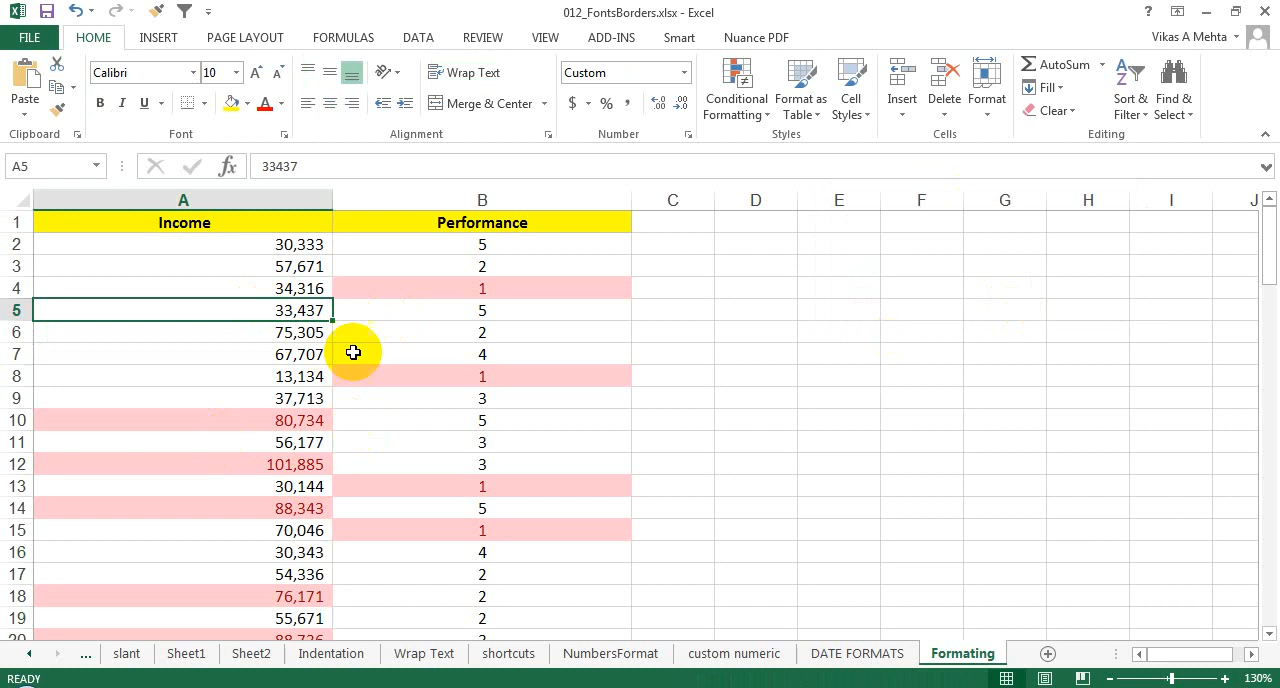 012_FontsBorders.xlsx - Excel
FILE HOME INSERT PAGE LAYOUT FORMULAS DATA REVIEW VIEW ADD-INS Smart Nuance PDF Vikas A Mehta
Calibri 10 Wrap Text Custom AutoSum
Fill
Paste B I U Merge & Center $ % , Conditional Formatting Format as Table Cell Styles Insert Delete Format Clear Sort & Filter Find & Select
Clipboard Font Alignment Number Styles Cells Editing
A5 fx 33437
A B C D E F G H I J
1 Income Performance
2 30,333 5
3 57,671 2
4 34,316 1
5 33,437 5
6 75,305 2
7 67,707 4
8 13,134 1
9 37,713 3
10 80,734 5
11 56,177 3
12 101,885 3
13 30,144 1
14 88,343 5
15 70,046 1
16 30,343 4
17 54,336 2
18 76,171 2
19 55,671 2
20 88,736
... slant Sheet1 Sheet2 Indentation Wrap Text shortcuts NumbersFormat custom numeric DATE FORMATS Formating
READY 130%